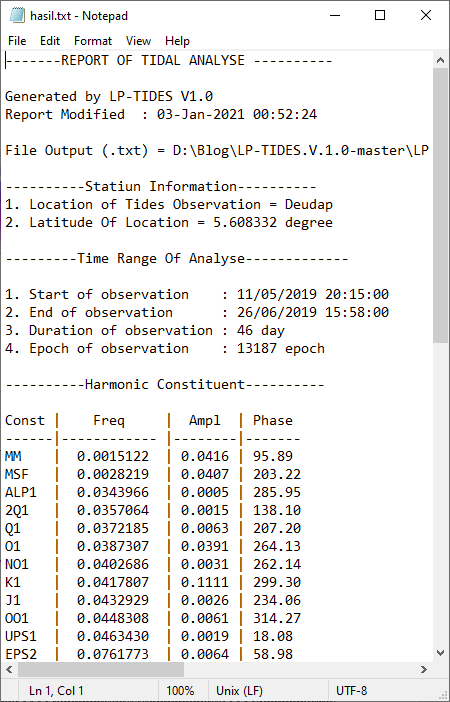 hasil.txt - Notepad
File Edit Format View Help
-------REPORT OF TIDAL ANALYSE ----------
Generated by LP-TIDES V1.0
Report Modified  : 03-Jan-2021 00:52:24
File Output (.txt) = D:\Blog\LP-TIDES.V.1.0-master\LP
----------Statiun Information----------
1. Location of Tides Observation = Deudap
2. Latitude Of Location = 5.608332 degree
---------Time Range Of Analyse-------------
1. Start of observation    : 11/05/2019 20:15:00
2. End of observation      : 26/06/2019 15:58:00
3. Duration of observation : 46 day
4. Epoch of observation    : 13187 epoch
----------Harmonic Constituent----------
Const |    Freq     |  Ampl  | Phase
------|------------ |--------|-------
MM    |  0.0015122  | 0.0416 | 95.89
MSF   |  0.0028219  | 0.0407 | 203.22
ALP1  |  0.0343966  | 0.0005 | 285.95
2Q1   |  0.0357064  | 0.0015 | 138.10
Q1    |  0.0372185  | 0.0063 | 207.20
O1    |  0.0387307  | 0.0391 | 264.13
NO1   |  0.0402686  | 0.0031 | 262.14
K1    |  0.0417807  | 0.1111 | 299.30
J1    |  0.0432929  | 0.0026 | 234.06
OO1   |  0.0448308  | 0.0061 | 314.27
UPS1  |  0.0463430  | 0.0019 | 18.08
EPS2  |  0.0761773  | 0.0064 | 58.98
Ln 1, Col 1 100% Unix (LF) UTF-8